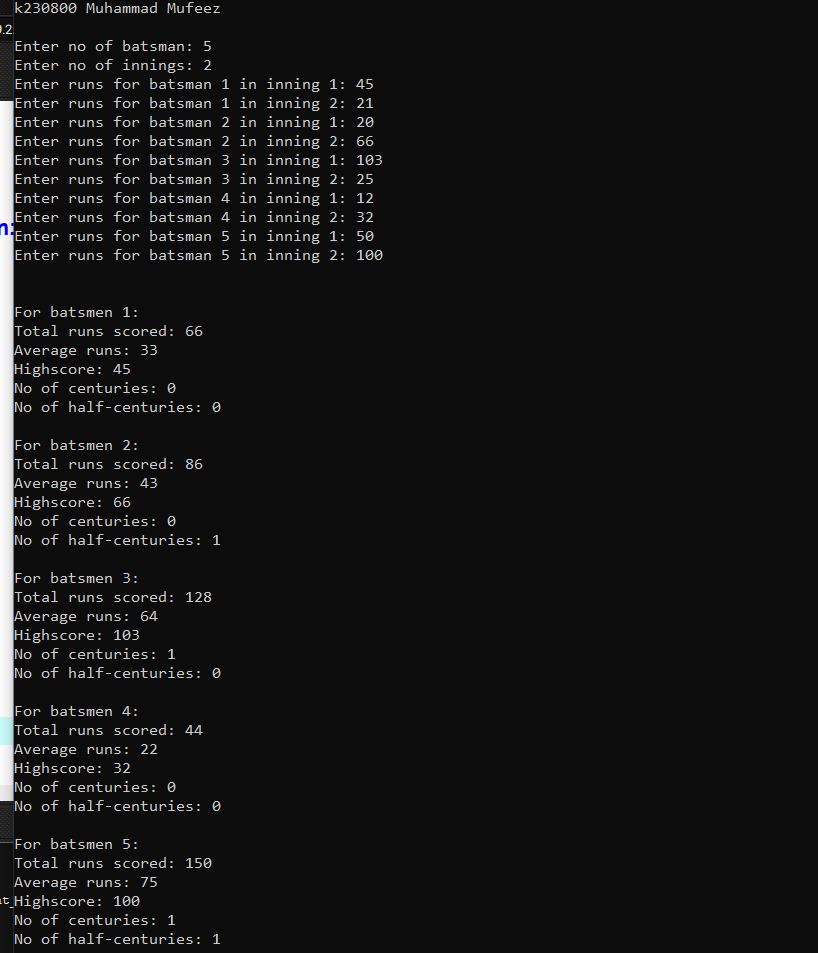 k230800 Muhammad Mufeez
Enter no of batsman: 5
Enter no of innings: 2
Enter runs for batsman 1 in inning 1: 45
Enter runs for batsman 1 in inning 2: 21
Enter runs for batsman 2 in inning 1: 20
Enter runs for batsman 2 in inning 2: 66
Enter runs for batsman 3 in inning 1: 103
Enter runs for batsman 3 in inning 2: 25
Enter runs for batsman 4 in inning 1: 12
Enter runs for batsman 4 in inning 2: 32
Enter runs for batsman 5 in inning 1: 50
Enter runs for batsman 5 in inning 2: 100
For batsmen 1:
Total runs scored: 66
Average runs: 33
Highscore: 45
No of centuries: 0
No of half-centuries: 0
For batsmen 2:
Total runs scored: 86
Average runs: 43
Highscore: 66
No of centuries: 0
No of half-centuries: 1
For batsmen 3:
Total runs scored: 128
Average runs: 64
Highscore: 103
No of centuries: 1
No of half-centuries: 0
For batsmen 4:
Total runs scored: 44
Average runs: 22
Highscore: 32
No of centuries: 0
No of half-centuries: 0
For batsmen 5:
Total runs scored: 150
Average runs: 75
Highscore: 100
No of centuries: 1
No of half-centuries: 1